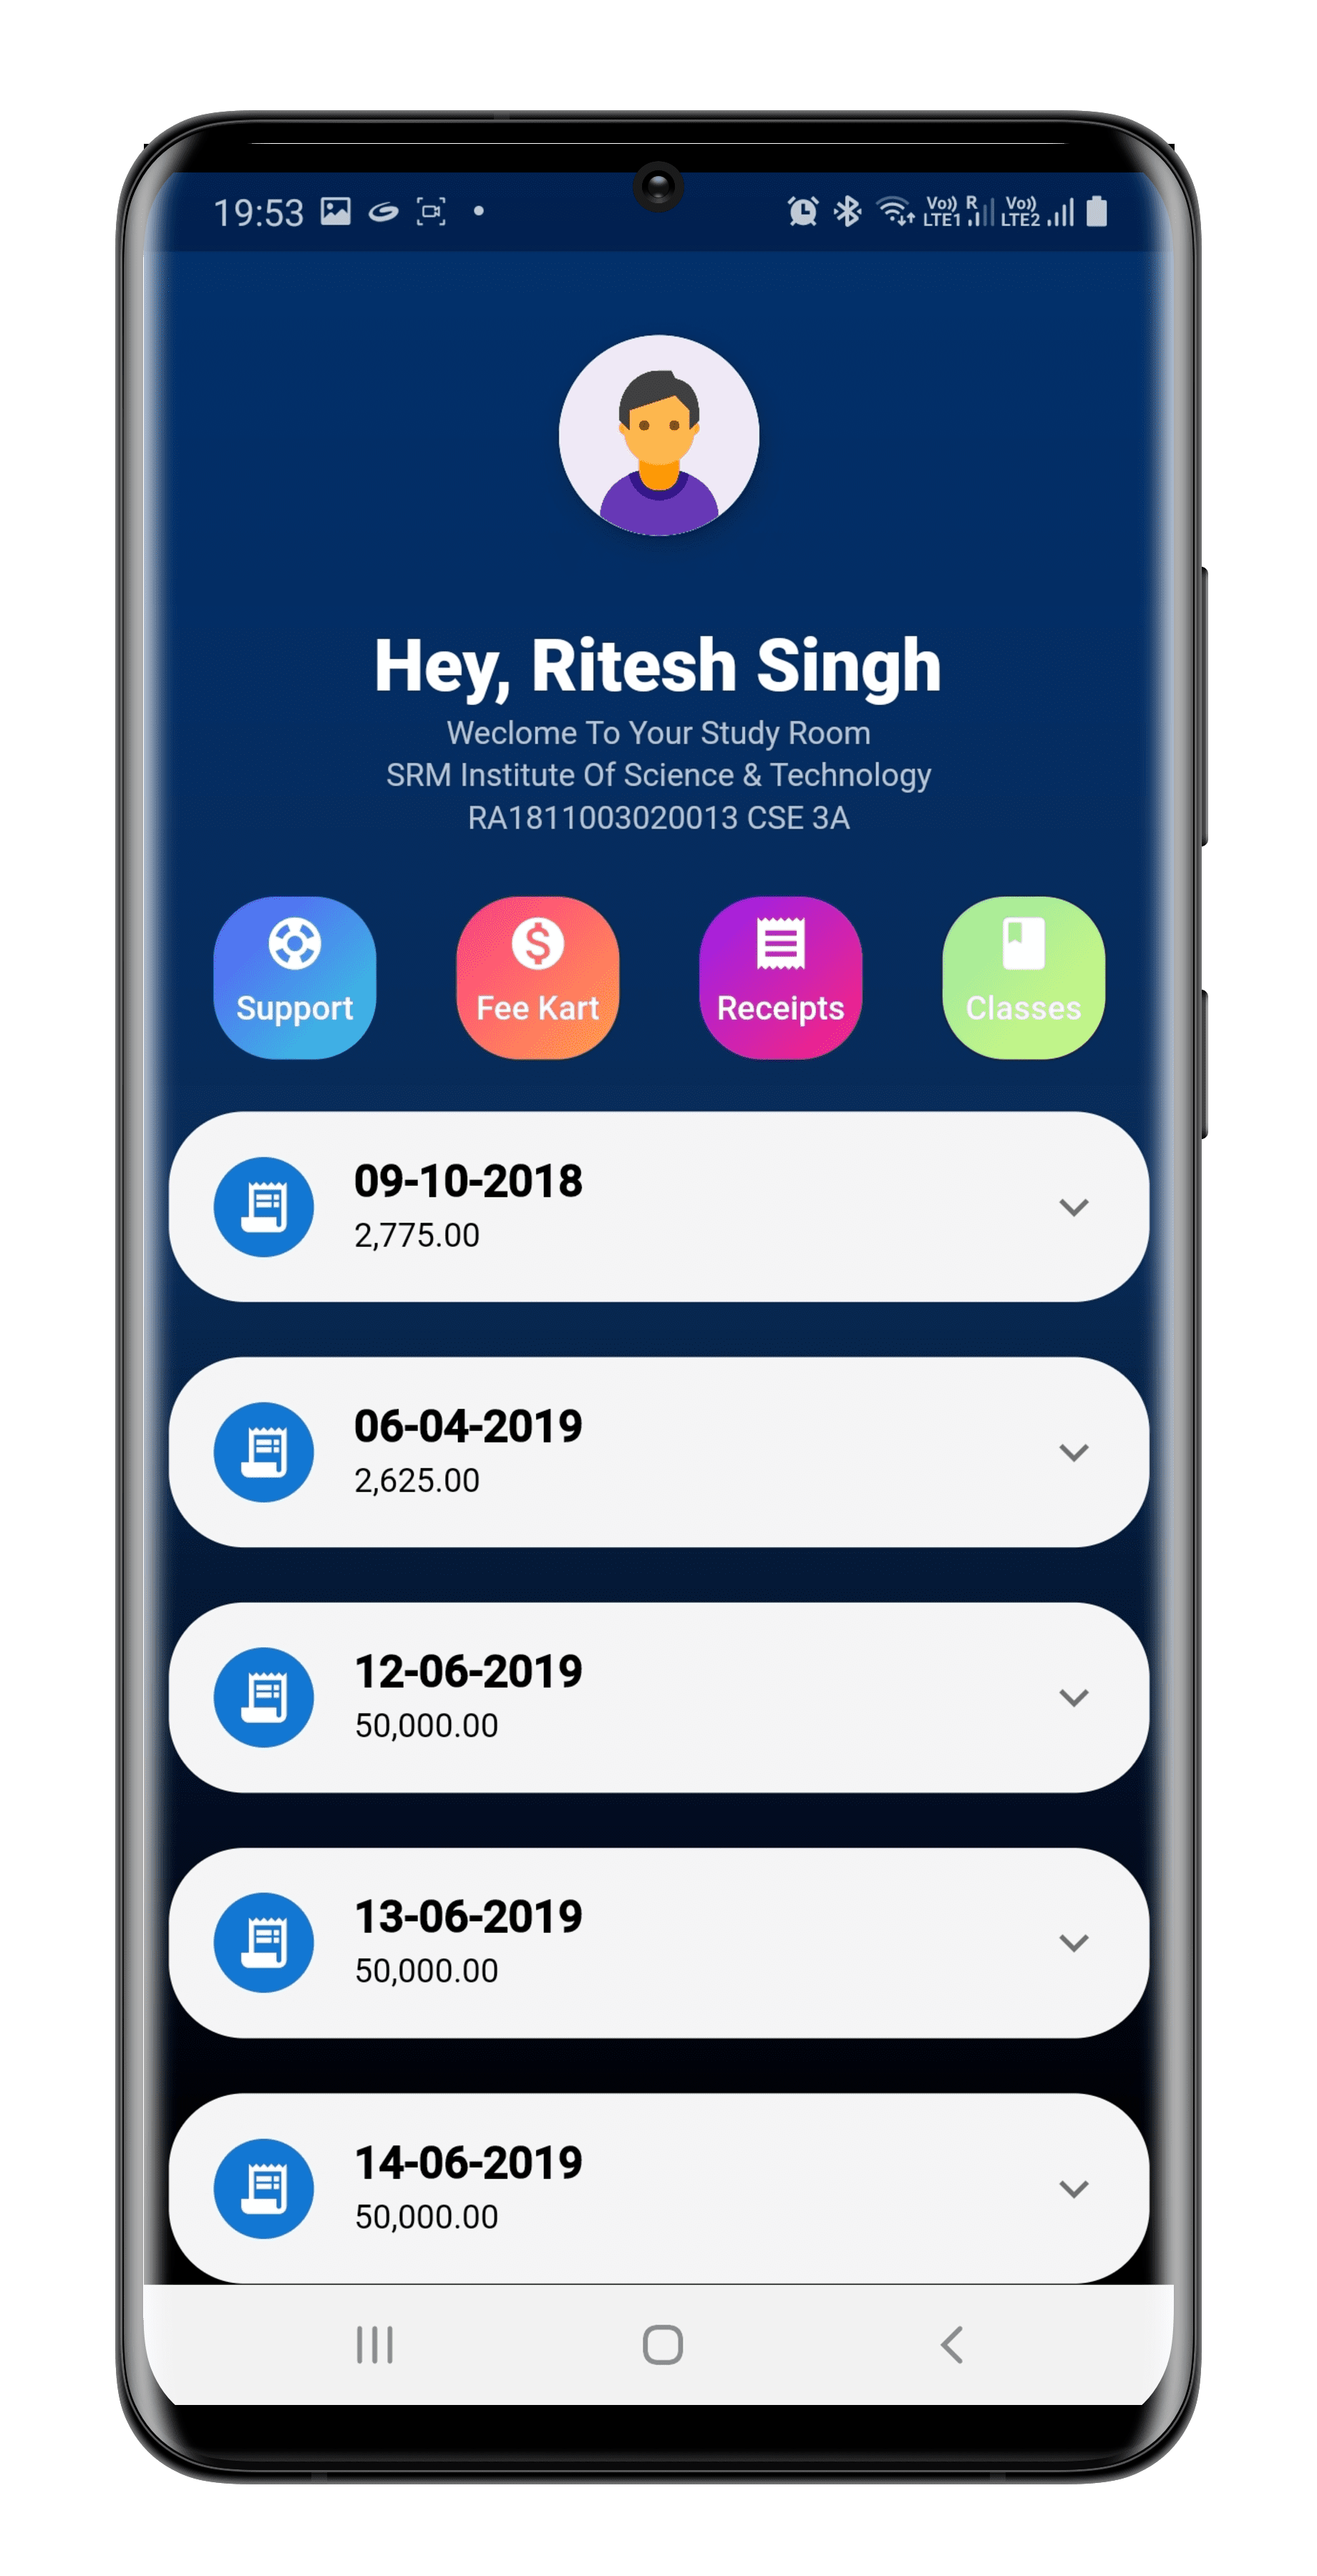 19:53
Vo)) R Vo))
LTE1 LTE2
Hey, Ritesh Singh
Weclome To Your Study Room
SRM Institute Of Science & Technology
RA1811003020013 CSE 3A
Support Fee Kart Receipts Classes
09-10-2018
2,775.00
06-04-2019
2,625.00
12-06-2019
50,000.00
13-06-2019
50,000.00
14-06-2019
50,000.00